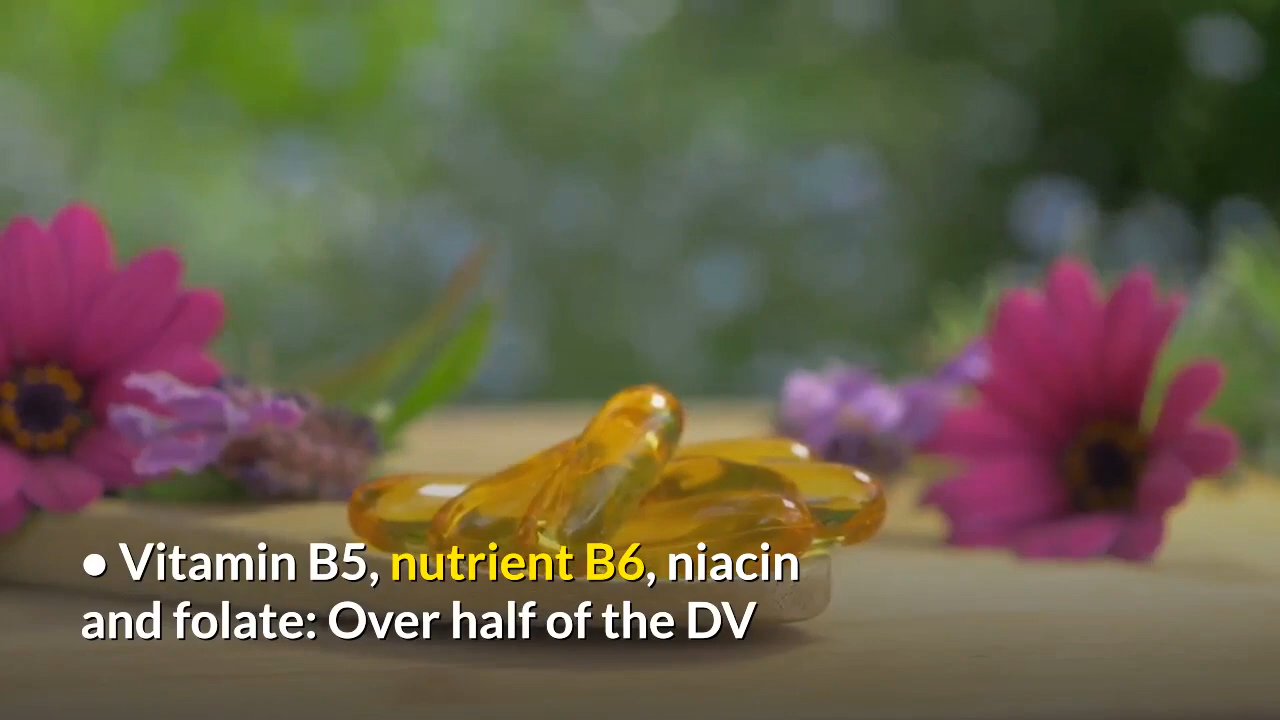 ● Vitamin B5, nutrient B6, niacin
and folate: Over half of the DV